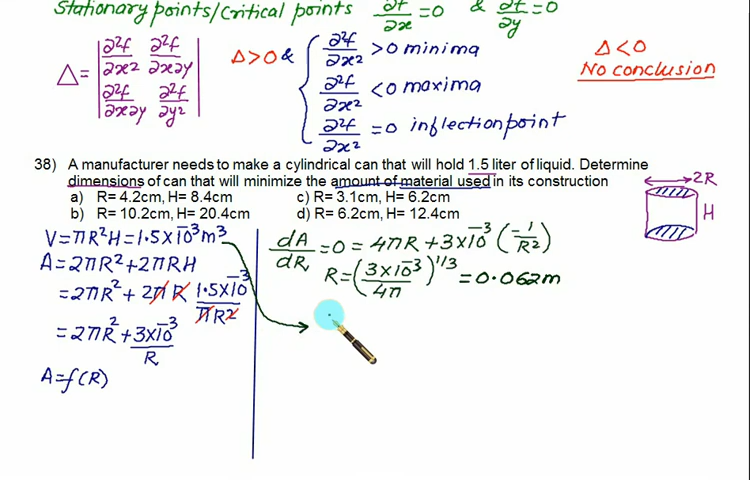 Stationary points/Critical points ∂f/∂x = 0 & ∂f/∂y = 0
Δ = | ∂²f/∂x² ∂²f/∂x∂y |
| ∂²f/∂x∂y ∂²f/∂y² |
Δ>0 & { ∂²f/∂x² >0 minima
∂²f/∂x² <0 maxima
∂²f/∂x² =0 inflection point
Δ<0
No conclusion
38) A manufacturer needs to make a cylindrical can that will hold 1.5 liter of liquid. Determine
dimensions of can that will minimize the amount of material used in its construction
a) R= 4.2cm, H= 8.4cm c) R= 3.1cm, H= 6.2cm
b) R= 10.2cm, H= 20.4cm d) R= 6.2cm, H= 12.4cm
2R
H
V=πR²H=1.5×10⁻³m³
A=2πR²+2πRH
=2πR²+2πR 1.5×10⁻³/πR²
=2πR²+3×10⁻³/R
A=f(R)
dA/dR=0=4πR+3×10⁻³(-1/R²)
R=(3×10⁻³/4π)^1/3=0.062m